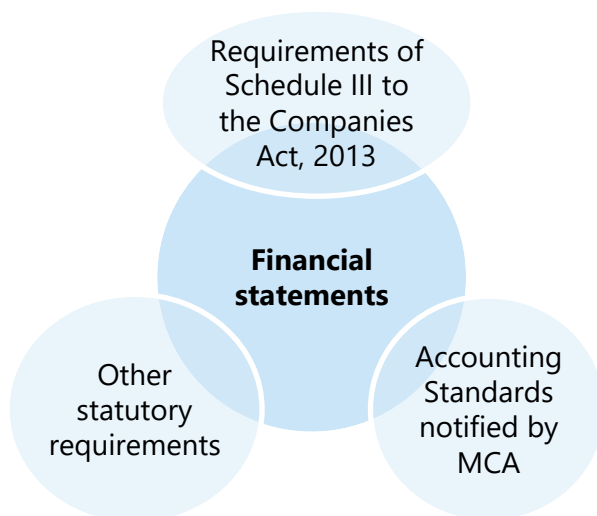 Requirements of
Schedule III to
the Companies
Act, 2013
Financial
statements
Other
statutory
requirements
Accounting
Standards
notified by
MCA